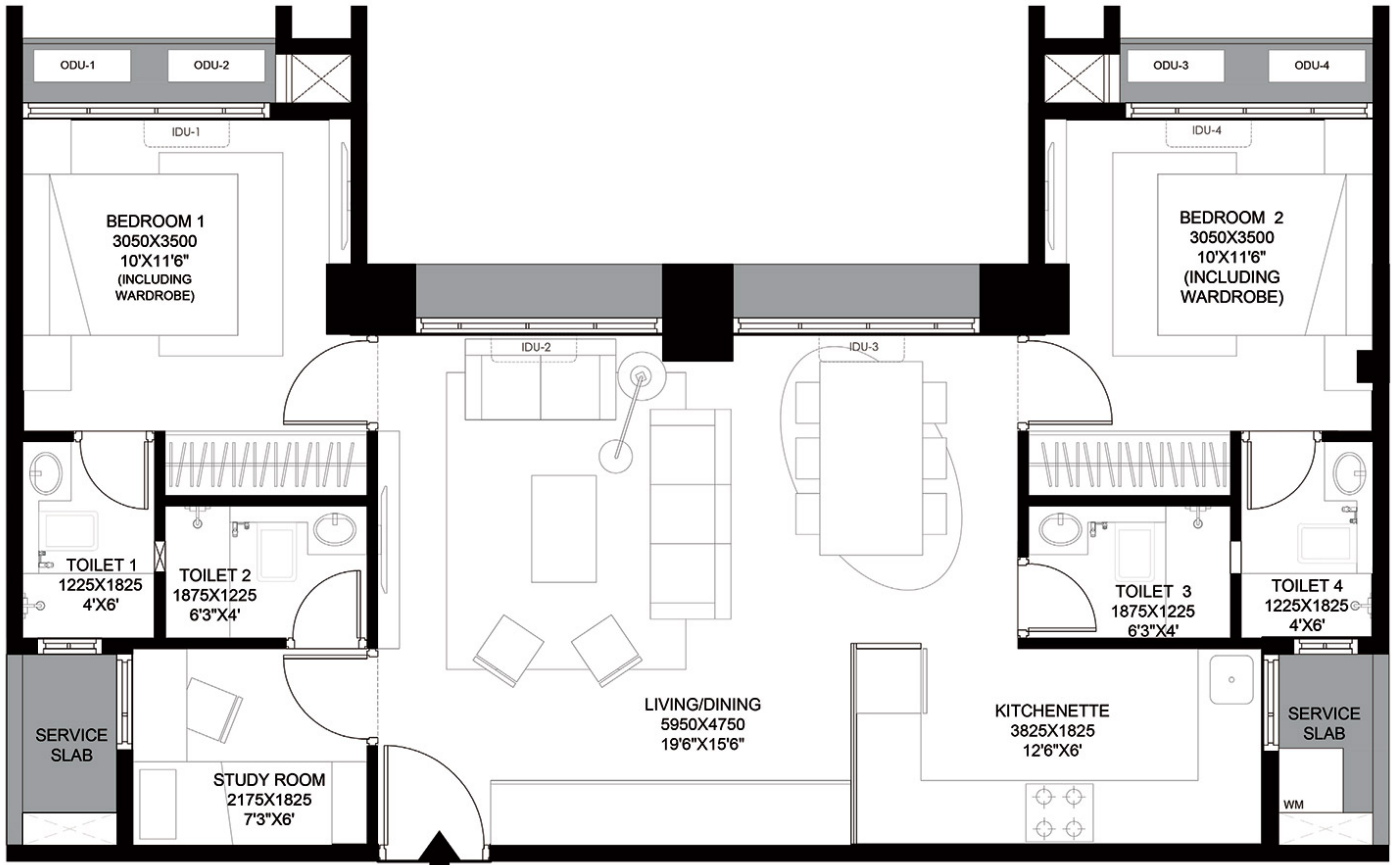 ODU-1
ODU-2
ODU-3
ODU-4
IDU-1
IDU-4
BEDROOM 1
3050X3500
10'X11'6"
(INCLUDING
WARDROBE)
BEDROOM 2
3050X3500
10'X11'6"
(INCLUDING
WARDROBE)
IDU-2
IDU-3
TOILET 1
1225X1825
4'X6'
TOILET 2
1875X1225
6'3"X4'
TOILET 3
1875X1225
6'3"X4'
TOILET 4
1225X1825
4'X6'
SERVICE
SLAB
STUDY ROOM
2175X1825
7'3"X6'
LIVING/DINING
5950X4750
19'6"X15'6"
KITCHENETTE
3825X1825
12'6"X6'
SERVICE
SLAB
WM